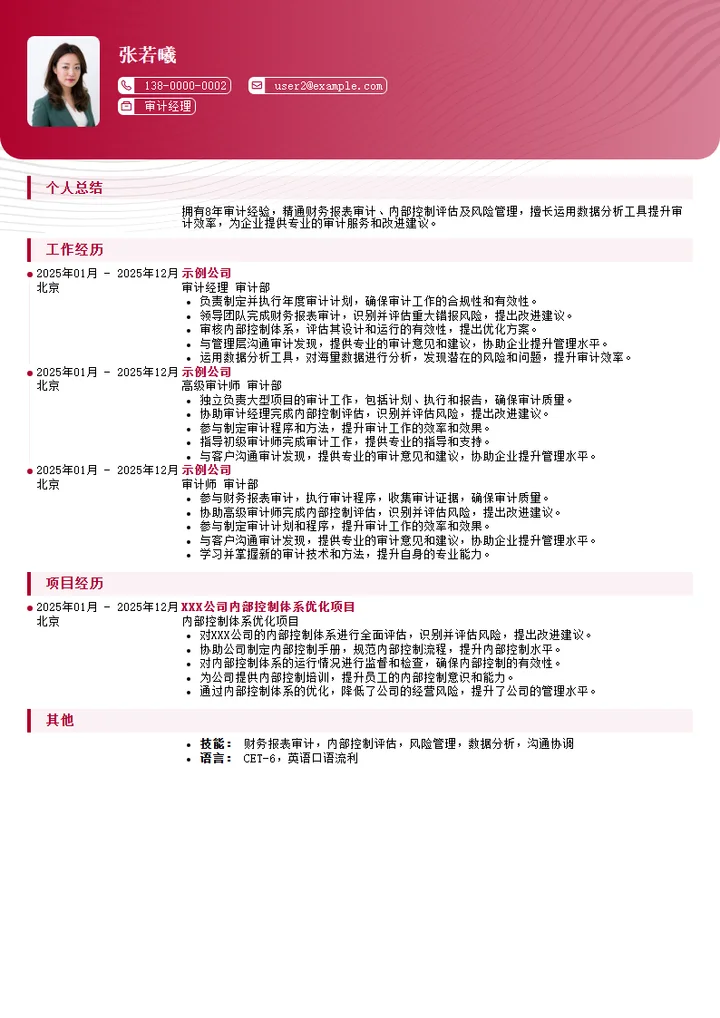 张若曦
138-0000-0002 user2@example.com
审计经理
个人总结
拥有8年审计经验，精通财务报表审计、内部控制评估及风险管理，擅长运用数据分析工具提升审
计效率，为企业提供专业的审计服务和改进建议。
工作经历
2025年01月 - 2025年12月 示例公司
北京 审计经理 审计部
• 负责制定并执行年度审计计划，确保审计工作的合规性和有效性。
• 领导团队完成财务报表审计，识别并评估重大错报风险，提出改进建议。
• 审核内部控制体系，评估其设计和运行的有效性，提出优化方案。
• 与管理层沟通审计发现，提供专业的审计意见和建议，协助企业提升管理水平。
• 运用数据分析工具，对海量数据进行分析，发现潜在的风险和问题，提升审计效率。
2025年01月 - 2025年12月 示例公司
北京 高级审计师 审计部
• 独立负责大型项目的审计工作，包括计划、执行和报告，确保审计质量。
• 协助审计经理完成内部控制评估，识别并评估风险，提出改进建议。
• 参与制定审计程序和方法，提升审计工作的效率和效果。
• 指导初级审计师完成审计工作，提供专业的指导和支持。
• 与客户沟通审计发现，提供专业的审计意见和建议，协助企业提升管理水平。
2025年01月 - 2025年12月 示例公司
北京 审计师 审计部
• 参与财务报表审计，执行审计程序，收集审计证据，确保审计质量。
• 协助高级审计师完成内部控制评估，识别并评估风险，提出改进建议。
• 参与制定审计计划和程序，提升审计工作的效率和效果。
• 与客户沟通审计发现，提供专业的审计意见和建议，协助企业提升管理水平。
• 学习并掌握新的审计技术和方法，提升自身的专业能力。
项目经历
2025年01月 - 2025年12月 XXX公司内部控制体系优化项目
北京 内部控制体系优化项目
• 对XXX公司的内部控制体系进行全面评估，识别并评估风险，提出改进建议。
• 协助公司制定内部控制手册，规范内部控制流程，提升内部控制水平。
• 对内部控制体系的运行情况进行监督和检查，确保内部控制的有效性。
• 为公司提供内部控制培训，提升员工的内部控制意识和能力。
• 通过内部控制体系的优化，降低了公司的经营风险，提升了公司的管理水平。
其他
• 技能： 财务报表审计，内部控制评估，风险管理，数据分析，沟通协调
• 语言： CET-6，英语口语流利